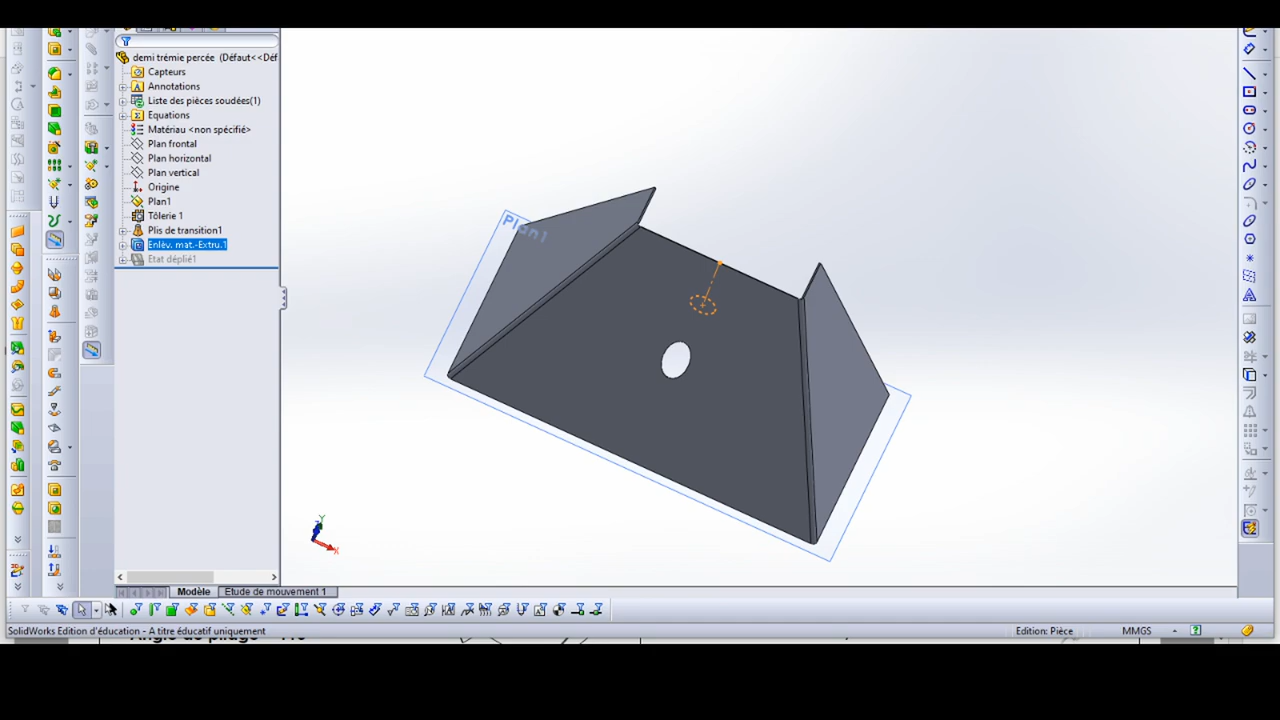 demi trémie percée (Défaut<<Déf
Capteurs
Annotations
Liste des pièces soudées(1)
Equations
Matériau <non spécifié>
Plan frontal
Plan horizontal
Plan vertical
Origine
Plan1
Tôlerie 1
Plis de transition1
Enlèv. mat.-Extru.1
Etat déplié1
Plan1
Y
X
Modèle
Etude de mouvement 1
SolidWorks Edition d'éducation - A titre éducatif uniquement
Edition: Pièce
MMGS